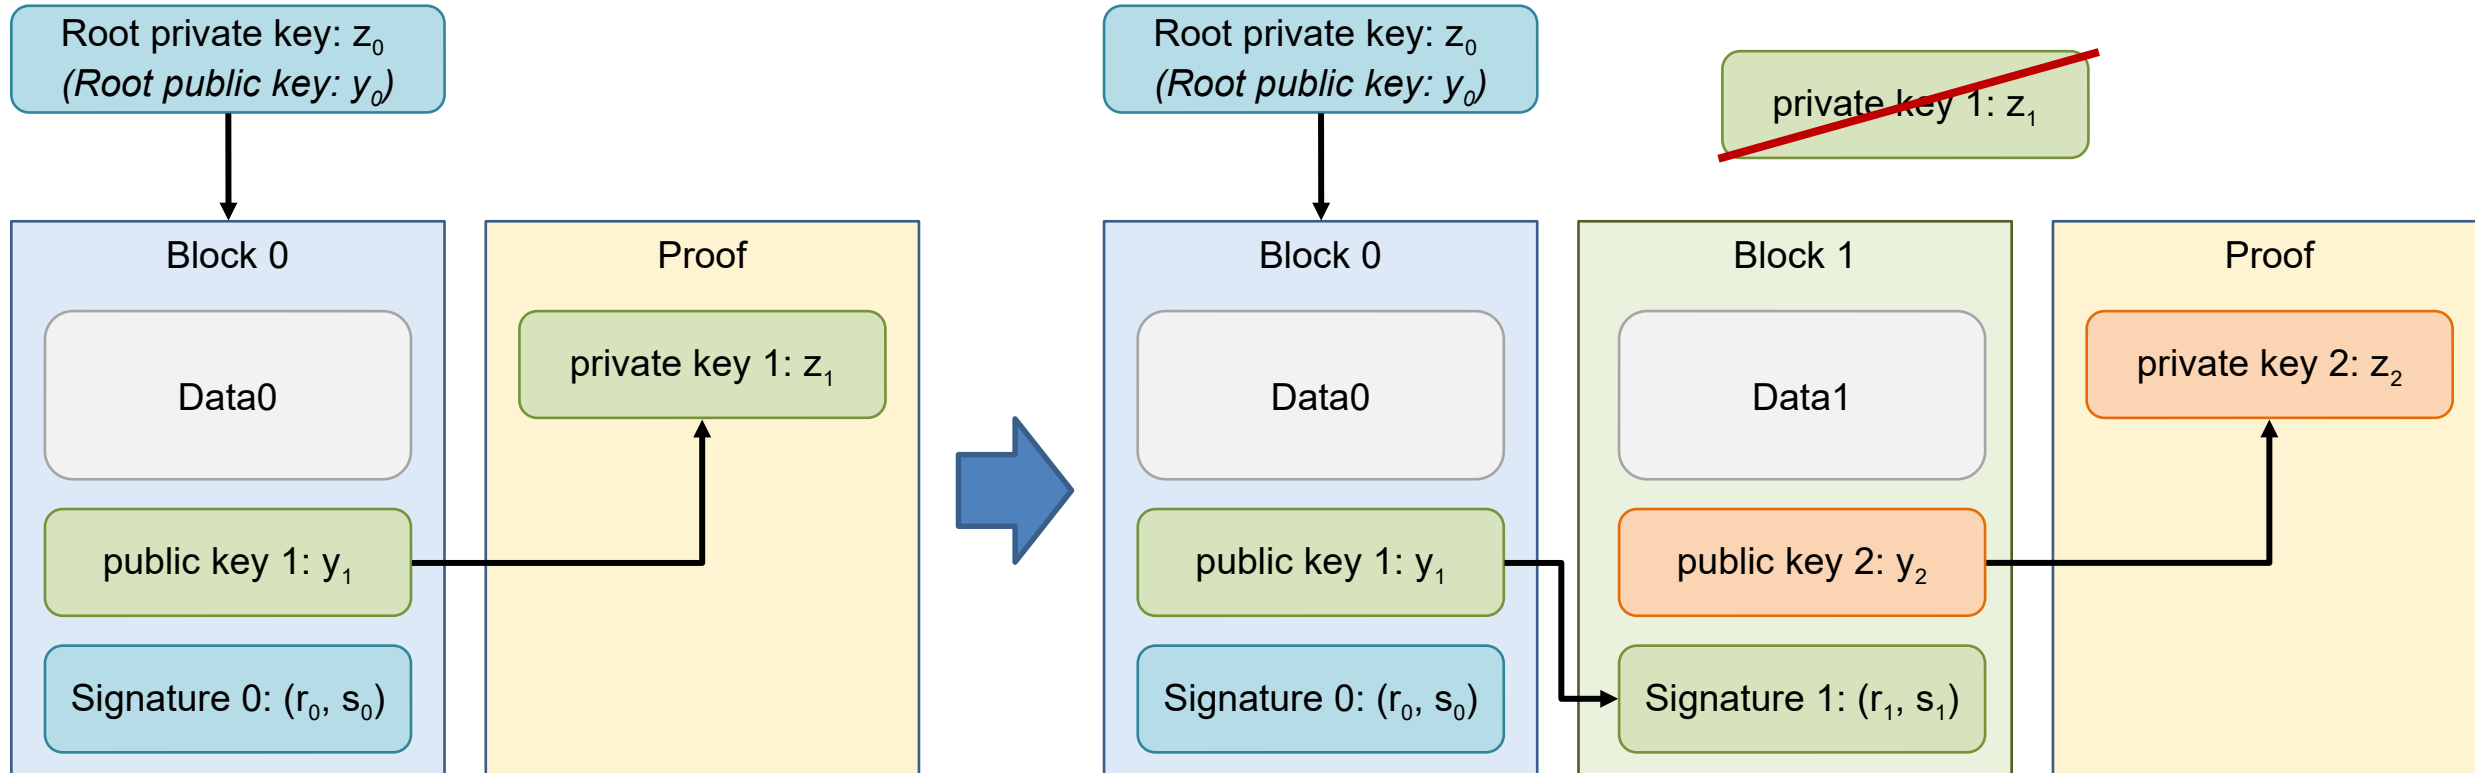 Root private key: z₀
(Root public key: y₀)
Block 0
Data0
public key 1: y₁
Signature 0: (r₀, s₀)
Proof
private key 1: z₁
Root private key: z₀
(Root public key: y₀)
private key 1: z₁
Block 0
Data0
public key 1: y₁
Signature 0: (r₀, s₀)
Block 1
Data1
public key 2: y₂
Signature 1: (r₁, s₁)
Proof
private key 2: z₂